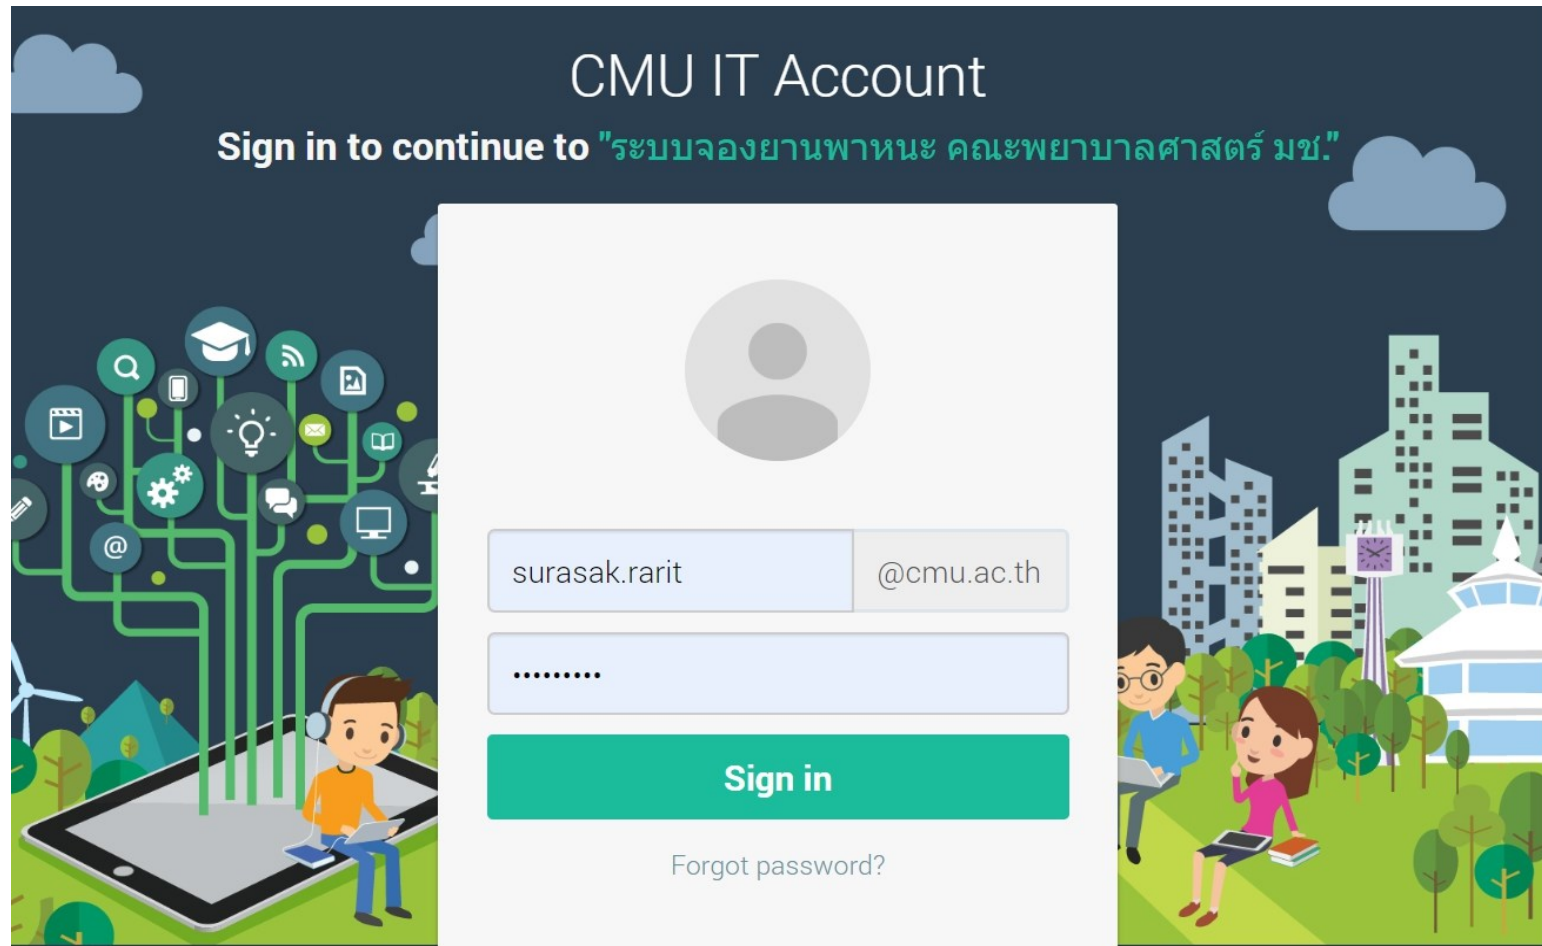 CMU IT Account
Sign in to continue to "ระบบจองยานพาหนะ คณะพยาบาลศาสตร์ มช."
surasak.rarit @cmu.ac.th
•••••••••
Sign in
Forgot password?